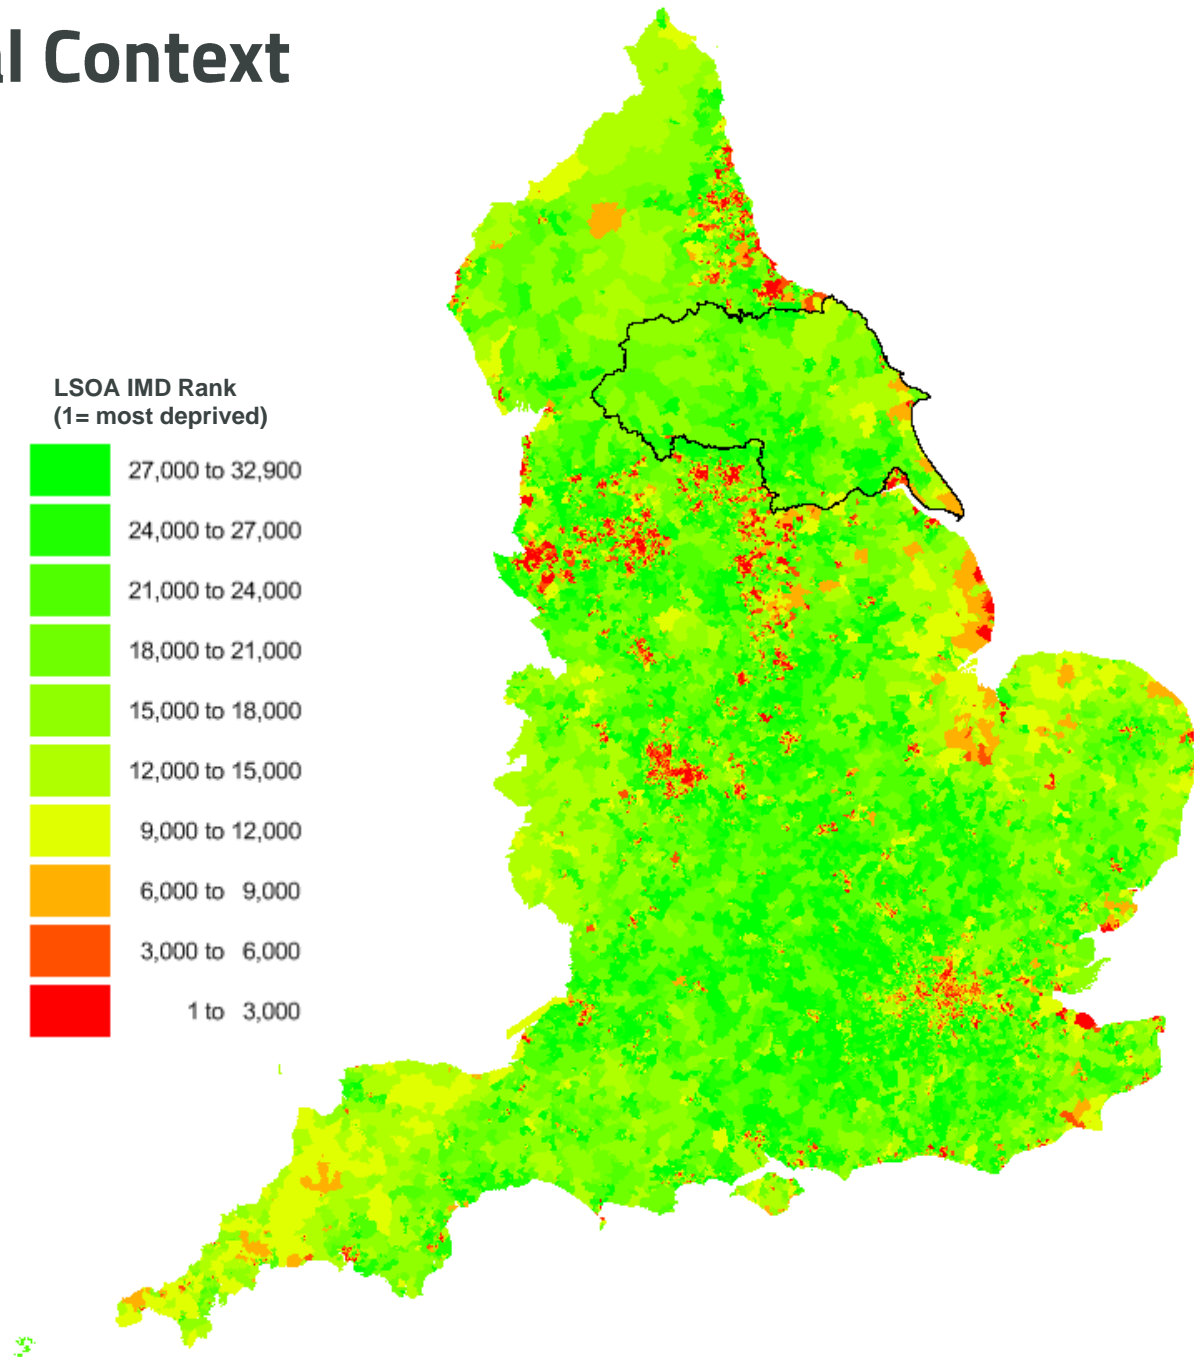 al Context
LSOA IMD Rank
(1= most deprived)
27,000 to 32,900
24,000 to 27,000
21,000 to 24,000
18,000 to 21,000
15,000 to 18,000
12,000 to 15,000
9,000 to 12,000
6,000 to 9,000
3,000 to 6,000
1 to 3,000